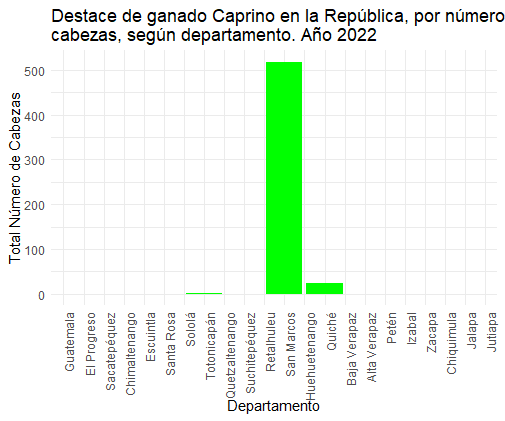 Destace de ganado Caprino en la República, por número
cabezas, según departamento. Año 2022
Total Número de Cabezas
500
400
300
200
100
0
Guatemala
El Progreso
Sacatepéquez
Chimaltenango
Escuintla
Santa Rosa
Sololá
Totonicapán
Quetzaltenango
Suchitepéquez
Retalhuleu
San Marcos
Huehuetenango
Quiché
Baja Verapaz
Alta Verapaz
Petén
Izabal
Zacapa
Chiquimula
Jalapa
Jutiapa
Departamento